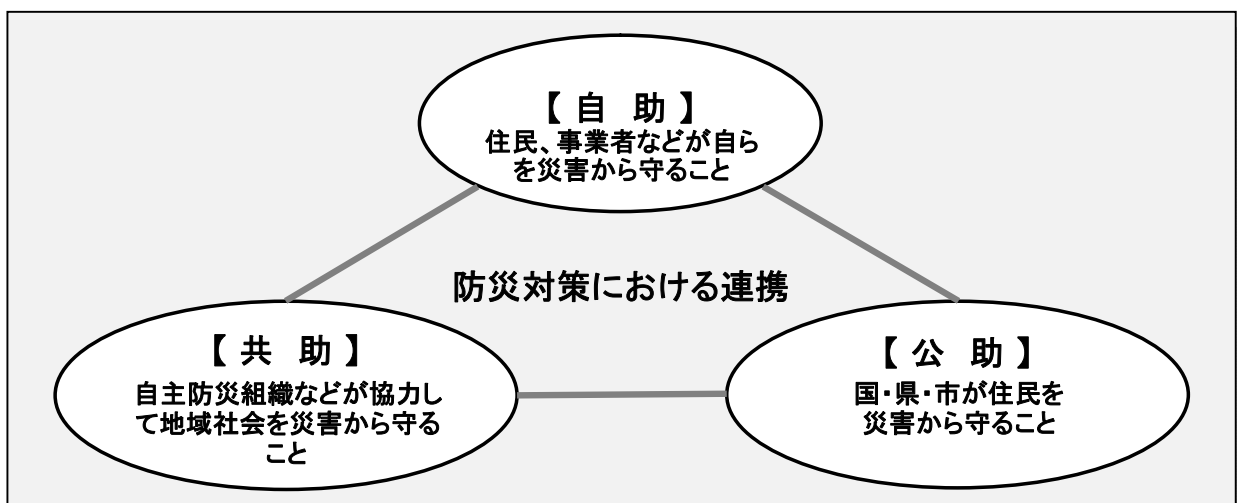 【 自　助 】
住民、事業者などが自ら
を災害から守ること
防災対策における連携
【 共　助 】
自主防災組織などが協力し
て地域社会を災害から守る
こと
【 公　助 】
国・県・市が住民を
災害から守ること